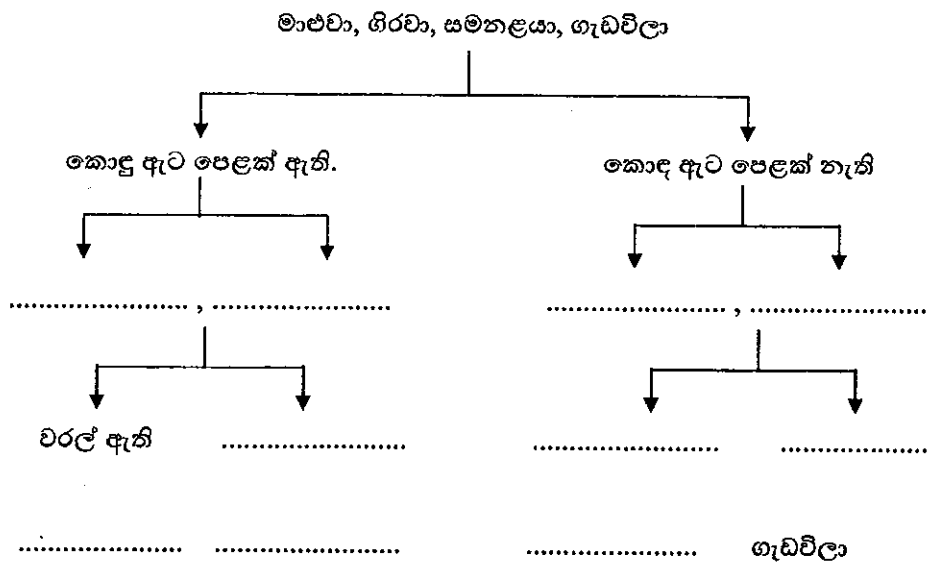 මාළුවා, ගිරවා, සමනළයා, ගැඩවිලා
කොඳු ඇට පෙළක් ඇති. කොඳ ඇට පෙළක් නැති
........................... , ........................... ........................... , ...........................
වරල් ඇති ........................... ........................... ......................
........................ ........................... ......................... ගැඩවිලා